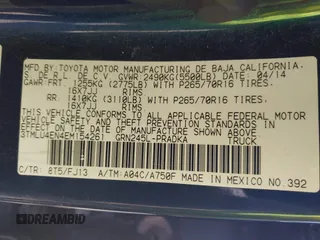 MFD. BY:TOYOTA MOTOR MANUFACTURING DE BAJA CALIFORNIA,
S. DE R.L. DE C.V. GVWR:2490KG(5500LB) DATE: 04/14
GAWR:FRT. 1255KG (2775LB) WITH P265/70R16 TIRES,
16X7JJ RIMS
RR. 1410KG (3110LB) WITH P265/70R16 TIRES,
16X7JJ RIMS
THIS VEHICLE CONFORMS TO ALL APPLICABLE FEDERAL MOTOR
VEHICLE SAFETY STANDARDS IN EFFECT ON THE DATE OF
MANUFACTURE SHOWN ABOVE.
3TMLU4EN4EM154261 GRN245L-PRADKA
TRUCK
C/TR: 8T5/FJ13 A/TM:A04C/A750F MADE IN MEXICO NO.392
DREAMBID